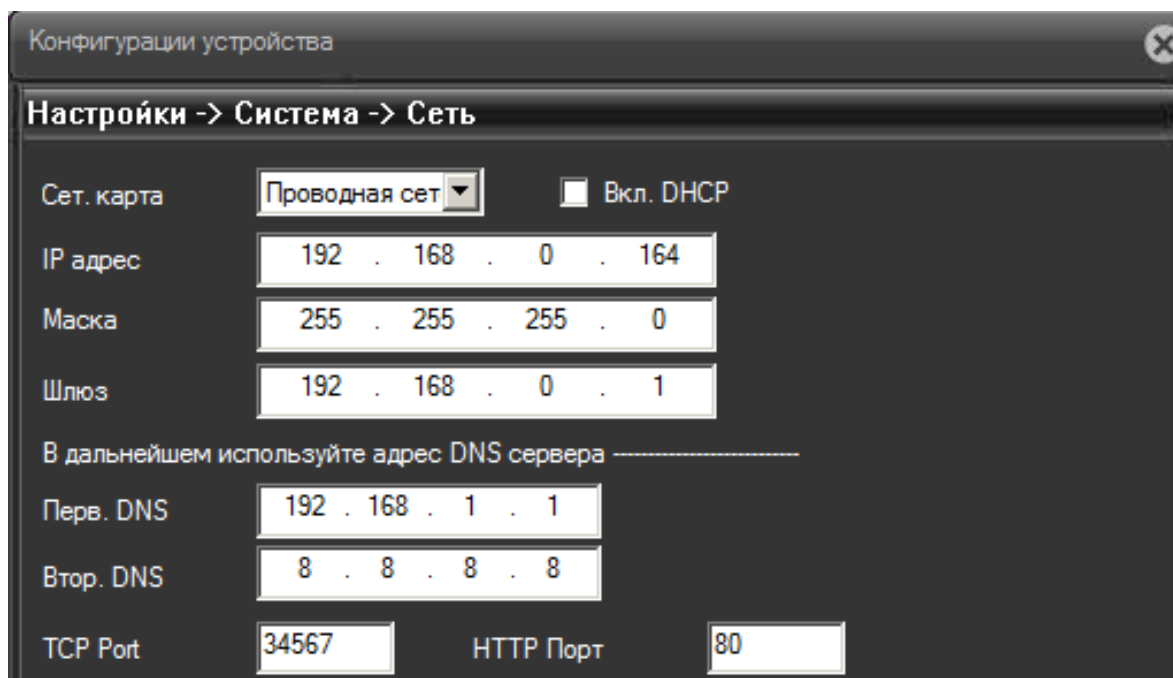 Конфигурации устройства
Настройки -> Система -> Сеть
Сет. карта Проводная сет Вкл. DHCP
IP адрес 192 . 168 . 0 . 164
Маска 255 . 255 . 255 . 0
Шлюз 192 . 168 . 0 . 1
В дальнейшем используйте адрес DNS сервера ---------------------------
Перв. DNS 192 . 168 . 1 . 1
Втор. DNS 8 . 8 . 8 . 8
TCP Port 34567 HTTP Порт 80